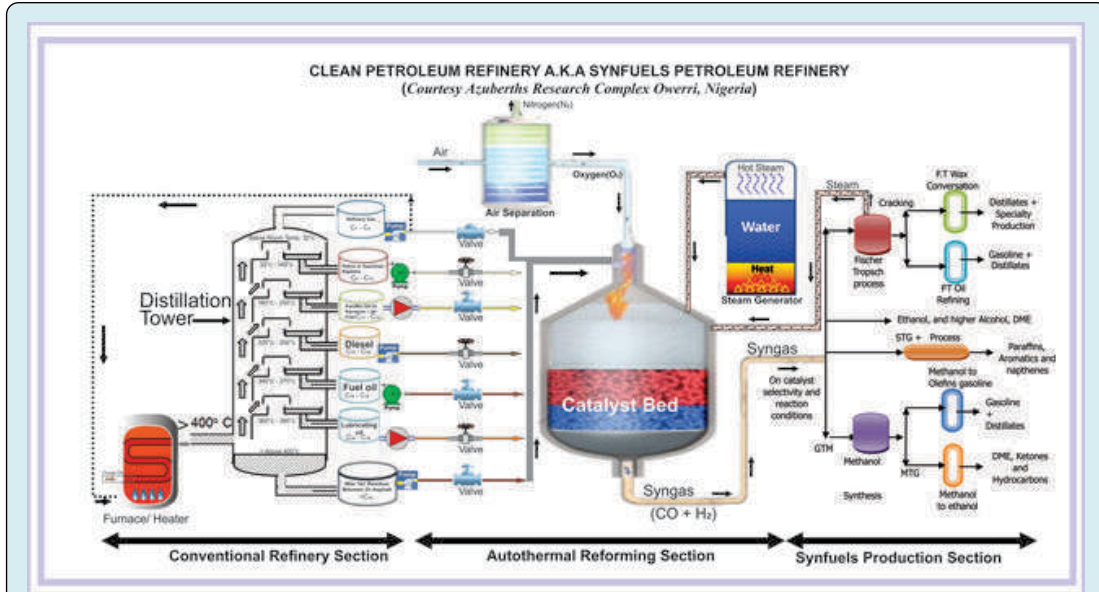 CLEAN PETROLEUM REFINERY A.K.A SYNFUELS PETROLEUM REFINERY
(Courtesy Azuberths Research Complex Owerri, Nigeria)
Nitrogen(N₂)
Air
Oxygen(O₂)
Air Separation
Hot Steam
Water
Heat
Steam Generator
Steam
Cracking
F.T Wax
Conversation
Distillates +
Specialty
Production
Fischer
Tropsch
process
Gasoline +
Distillates
FT Oil
Refining
Ethanol, and higher Alcohol, DME
STG + Process
Paraffins,
Aromatics and
napthenes
Syngas
On catalyst
selectivity and
reaction
conditions
Methanol to
Olefins gasoline
Gasoline
+
Distillates
GTM
Methanol
MTG
DME, Ketones and
Hydrocarbons
Synthesis
Methanol
to ethanol
Distillation
Tower
Pump
Valve
Valve
Valve
Diesel
Pump
Valve
Fuel oil
Valve
Lubricating
Valve
Pump
Valve
> 400° C
Furnace/ Heater
Catalyst Bed
Syngas
(CO + H₂)
Conventional Refinery Section
Autothermal Reforming Section
Synfuels Production Section